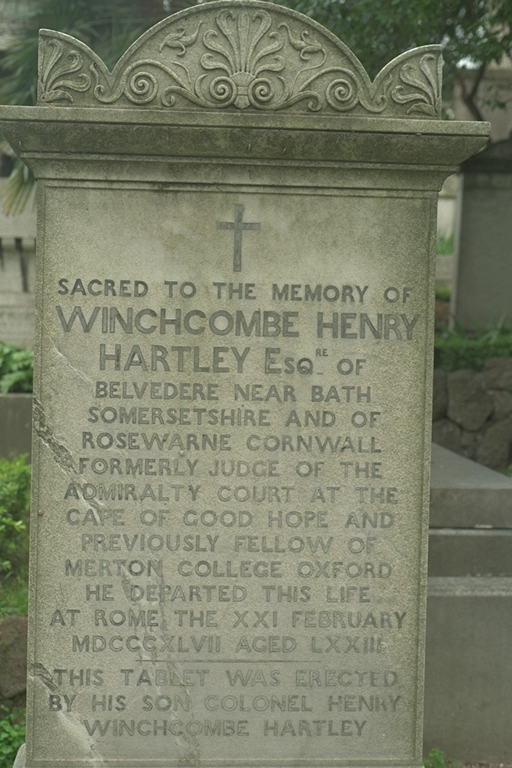 SACRED TO THE MEMORY OF
WINCHCOMBE HENRY
HARTLEY ESQRE OF
BELVEDERE NEAR BATH
SOMERSETSHIRE AND OF
ROSEWARNE CORNWALL
FORMERLY JUDGE OF THE
ADMIRALTY COURT AT THE
CAPE OF GOOD HOPE AND
PREVIOUSLY FELLOW OF
MERTON COLLEGE OXFORD
HE DEPARTED THIS LIFE
AT ROME THE XXI FEBRUARY
MDCCCXLVII AGED LXXIII
THIS TABLET WAS ERECTED
BY HIS SON COLONEL HENRY
WINCHCOMBE HARTLEY